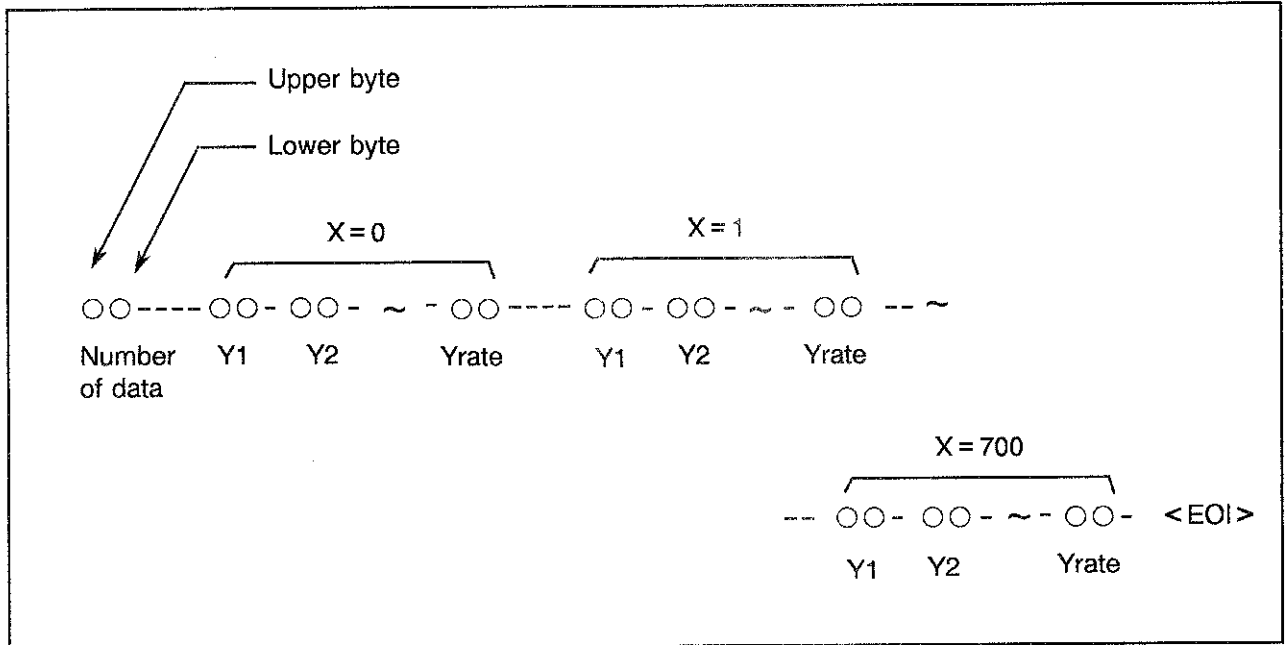 Upper byte
Lower byte
X = 0 X = 1
○○----○○- ○○- ~ - ○○----○○- ○○- ~ - ○○ -- ~
Number of data Y1 Y2 Yrate Y1 Y2 Yrate
X = 700
-- ○○- ○○- ~ - ○○- <EOI>
Y1 Y2 Yrate